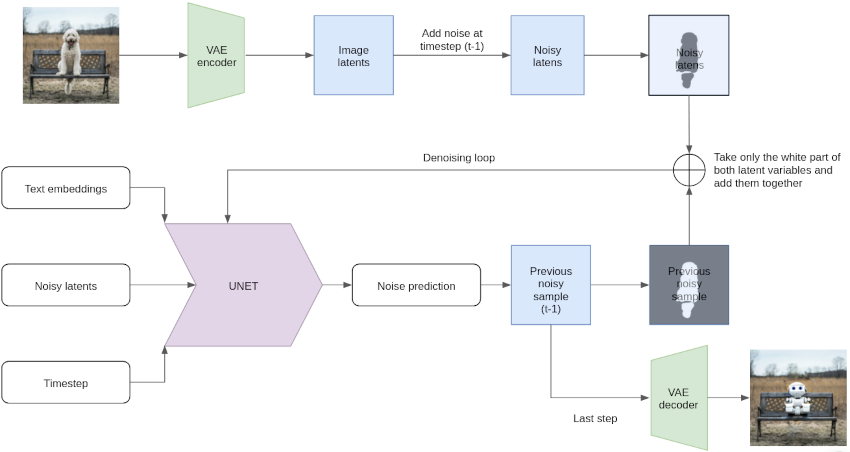 VAE
encoder
Image
latents
Add noise at
timestep (t-1)
Noisy
latens
Noisy
latens
Denoising loop
Take only the white part of
both latent variables and
add them together
Text embeddings
Noisy latents
Timestep
UNET
Noise prediction
Previous
noisy
sample
(t-1)
Previous
noisy
sample
Last step
VAE
decoder